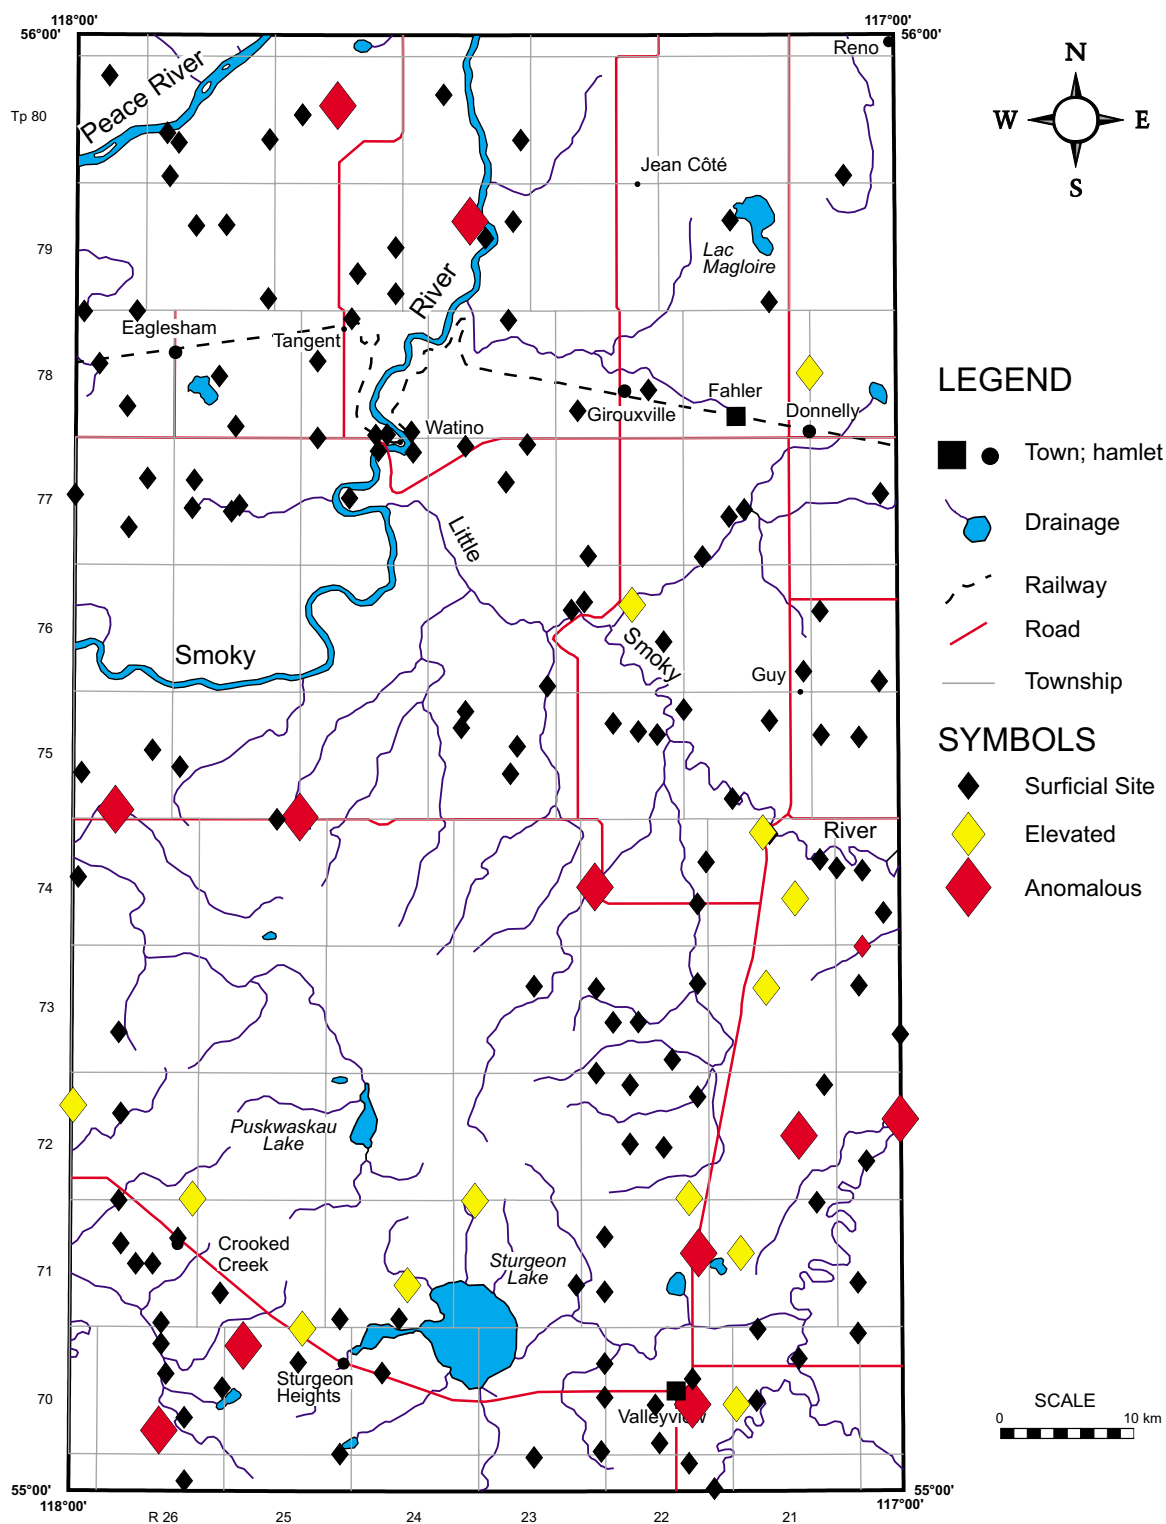 118°00'
117°00'
56°00'
56°00'
Reno
N
W
E
S
Peace River
Tp 80
Jean Côté
79
Lac
Magloire
River
Eaglesham
Tangent
78
Fahler
Girouxville
Donnelly
Watino
77
Little
76
Smoky
Smoky
Guy
75
River
74
73
72
Puskwaskau
Lake
71
Crooked
Creek
Sturgeon
Lake
70
Sturgeon
Heights
Valleyview
55°00'
55°00'
118°00'
117°00'
R 26
25
24
23
22
21
LEGEND
Town; hamlet
Drainage
Railway
Road
Township
SYMBOLS
Surficial Site
Elevated
Anomalous
SCALE
0
10 km